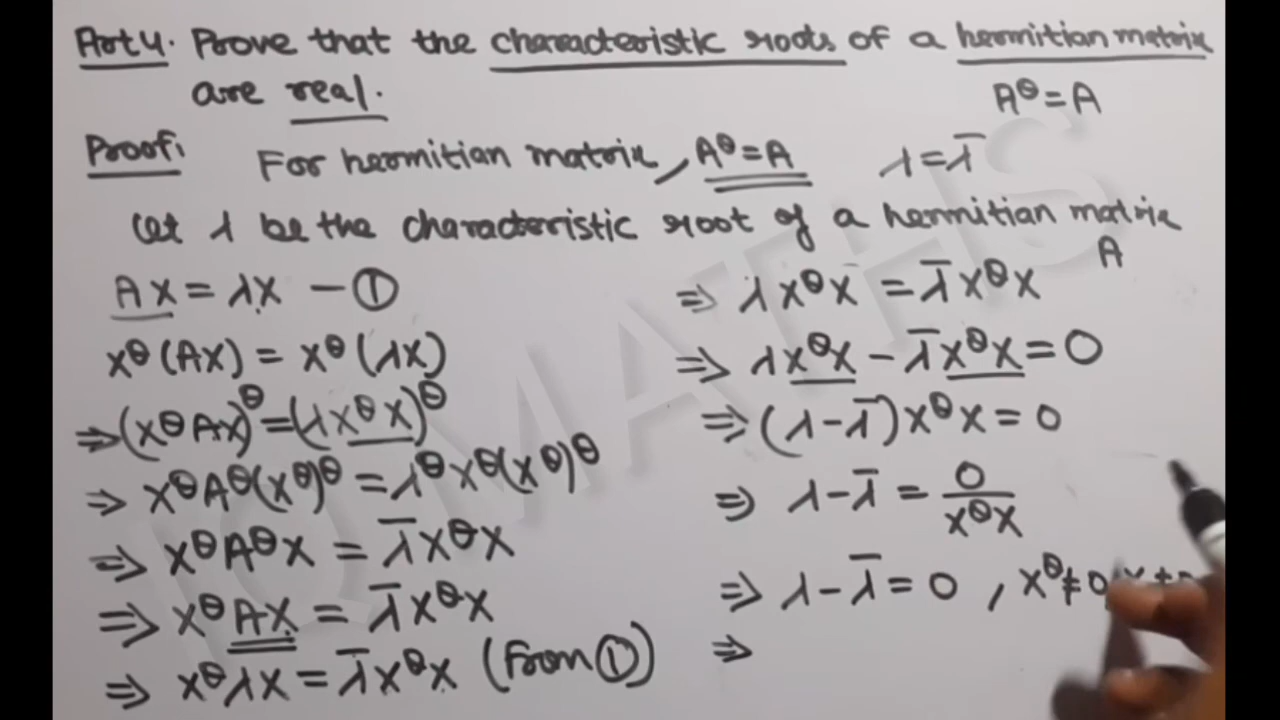 Art 4. Prove that the characteristic roots of a hermitian matrix
are real.
A^θ = A
Proof: For hermitian matrix, A^θ = A
λ = λ̅
Let λ be the characteristic root of a hermitian matrix
A
AX = λX — ①
X^θ(AX) = X^θ(λX)
⇒ (X^θAX)^θ = (λX^θX)^θ
⇒ X^θA^θ(X^θ)^θ = λ^θX^θ(X^θ)^θ
⇒ X^θA^θX = λ̅X^θX
⇒ X^θAX = λ̅X^θX
⇒ X^θλX = λ̅X^θX (From ①)
⇒ λX^θX = λ̅X^θX
⇒ λX^θX − λ̅X^θX = 0
⇒ (λ − λ̅)X^θX = 0
⇒ λ − λ̅ = 0/X^θX
⇒ λ − λ̅ = 0, X^θ ≠ 0
⇒
IQ MATHS